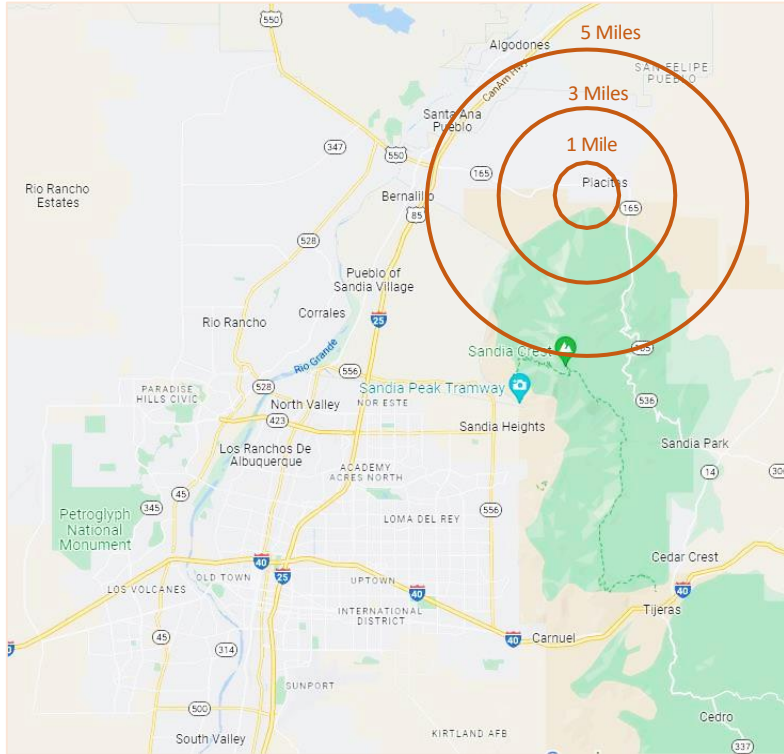 550
550
5 Miles
Algodones
CanAm Hwy
SAN FELIPE
PUEBLO
3 Miles
Santa Ana
Pueblo
347
1 Mile
550
165
Placitas
Rio Rancho
Estates
Bernalillo
165
85
528
Pueblo of
Sandia Village
Corrales
25
Rio Rancho
Rio Grande
Sandia Crest
556
PARADISE
HILLS CIVIC
528
Sandia Peak Tramway
North Valley
NOR ESTE
536
423
Sandia Heights
Los Ranchos De
Albuquerque
Sandia Park
ACADEMY
ACRES NORTH
14
45
345
Petroglyph
National
Monument
LOMA DEL REY
556
40
Cedar Crest
OLD TOWN
25
UPTOWN
LOS VOLCANES
40
40
INTERNATIONAL
DISTRICT
Tijeras
45
314
40
Carnuel
SUNPORT
500
Cedro
South Valley
KIRTLAND AFB
337